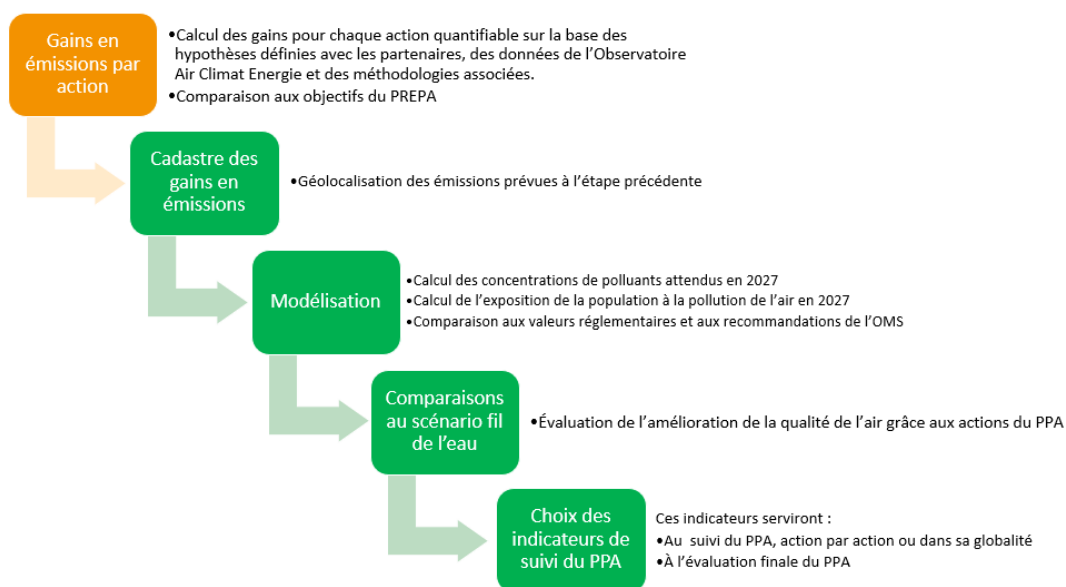 Gains en
émissions par
action
•Calcul des gains pour chaque action quantifiable sur la base des
hypothèses définies avec les partenaires, des données de l'Observatoire
Air Climat Energie et des méthodologies associées.
•Comparaison aux objectifs du PREPA
Cadastre des
gains en
émissions
•Géolocalisation des émissions prévues à l'étape précédente
Modélisation
•Calcul des concentrations de polluants attendus en 2027
•Calcul de l'exposition de la population à la pollution de l'air en 2027
•Comparaison aux valeurs réglementaires et aux recommandations de l'OMS
Comparaisons
au scénario fil
de l'eau
•Évaluation de l'amélioration de la qualité de l'air grâce aux actions du PPA
Choix des
indicateurs de
suivi du PPA
Ces indicateurs serviront :
•Au suivi du PPA, action par action ou dans sa globalité
•À l'évaluation finale du PPA